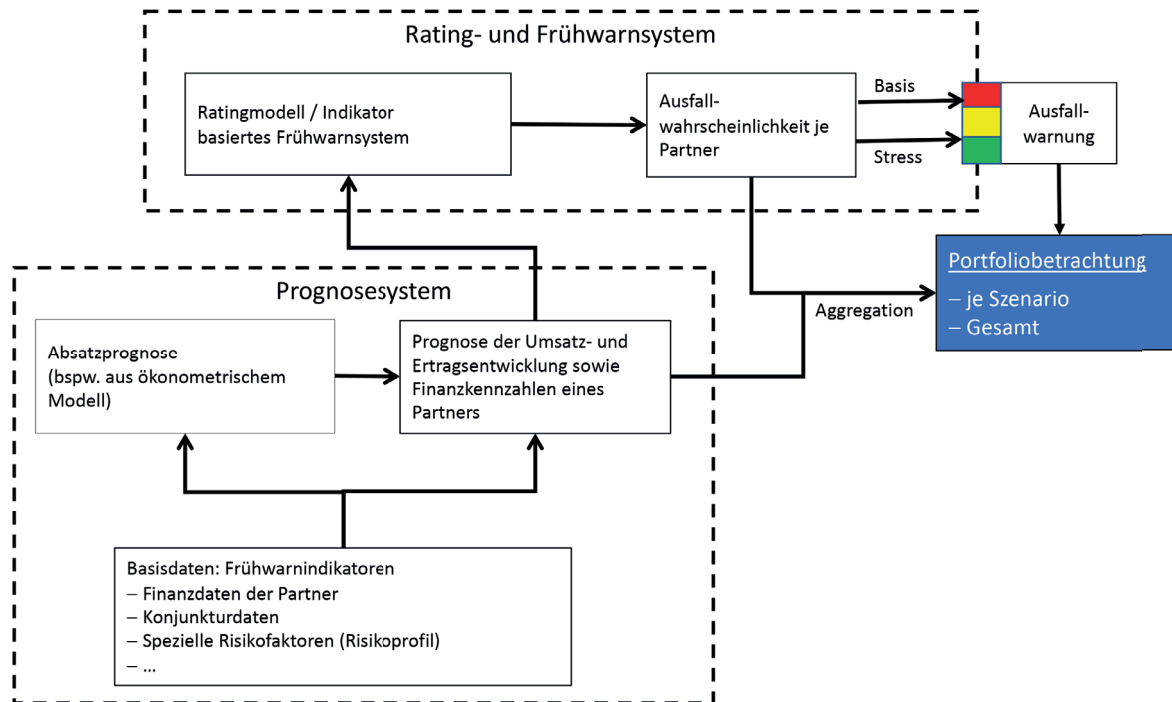 Rating- und Frühwarnsystem
Ratingmodell / Indikator
basiertes Frühwarnsystem
Ausfall-
wahrscheinlichkeit je
Partner
Basis
Stress
Ausfall-
warnung
Portfoliobetrachtung
– je Szenario
– Gesamt
Aggregation
Prognosesystem
Absatzprognose
(bspw. aus ökonometrischem
Modell)
Prognose der Umsatz- und
Ertragsentwicklung sowie
Finanzkennzahlen eines
Partners
Basisdaten: Frühwarnindikatoren
– Finanzdaten der Partner
– Konjunkturdaten
– Spezielle Risikofaktoren (Risikoprofil)
– ...